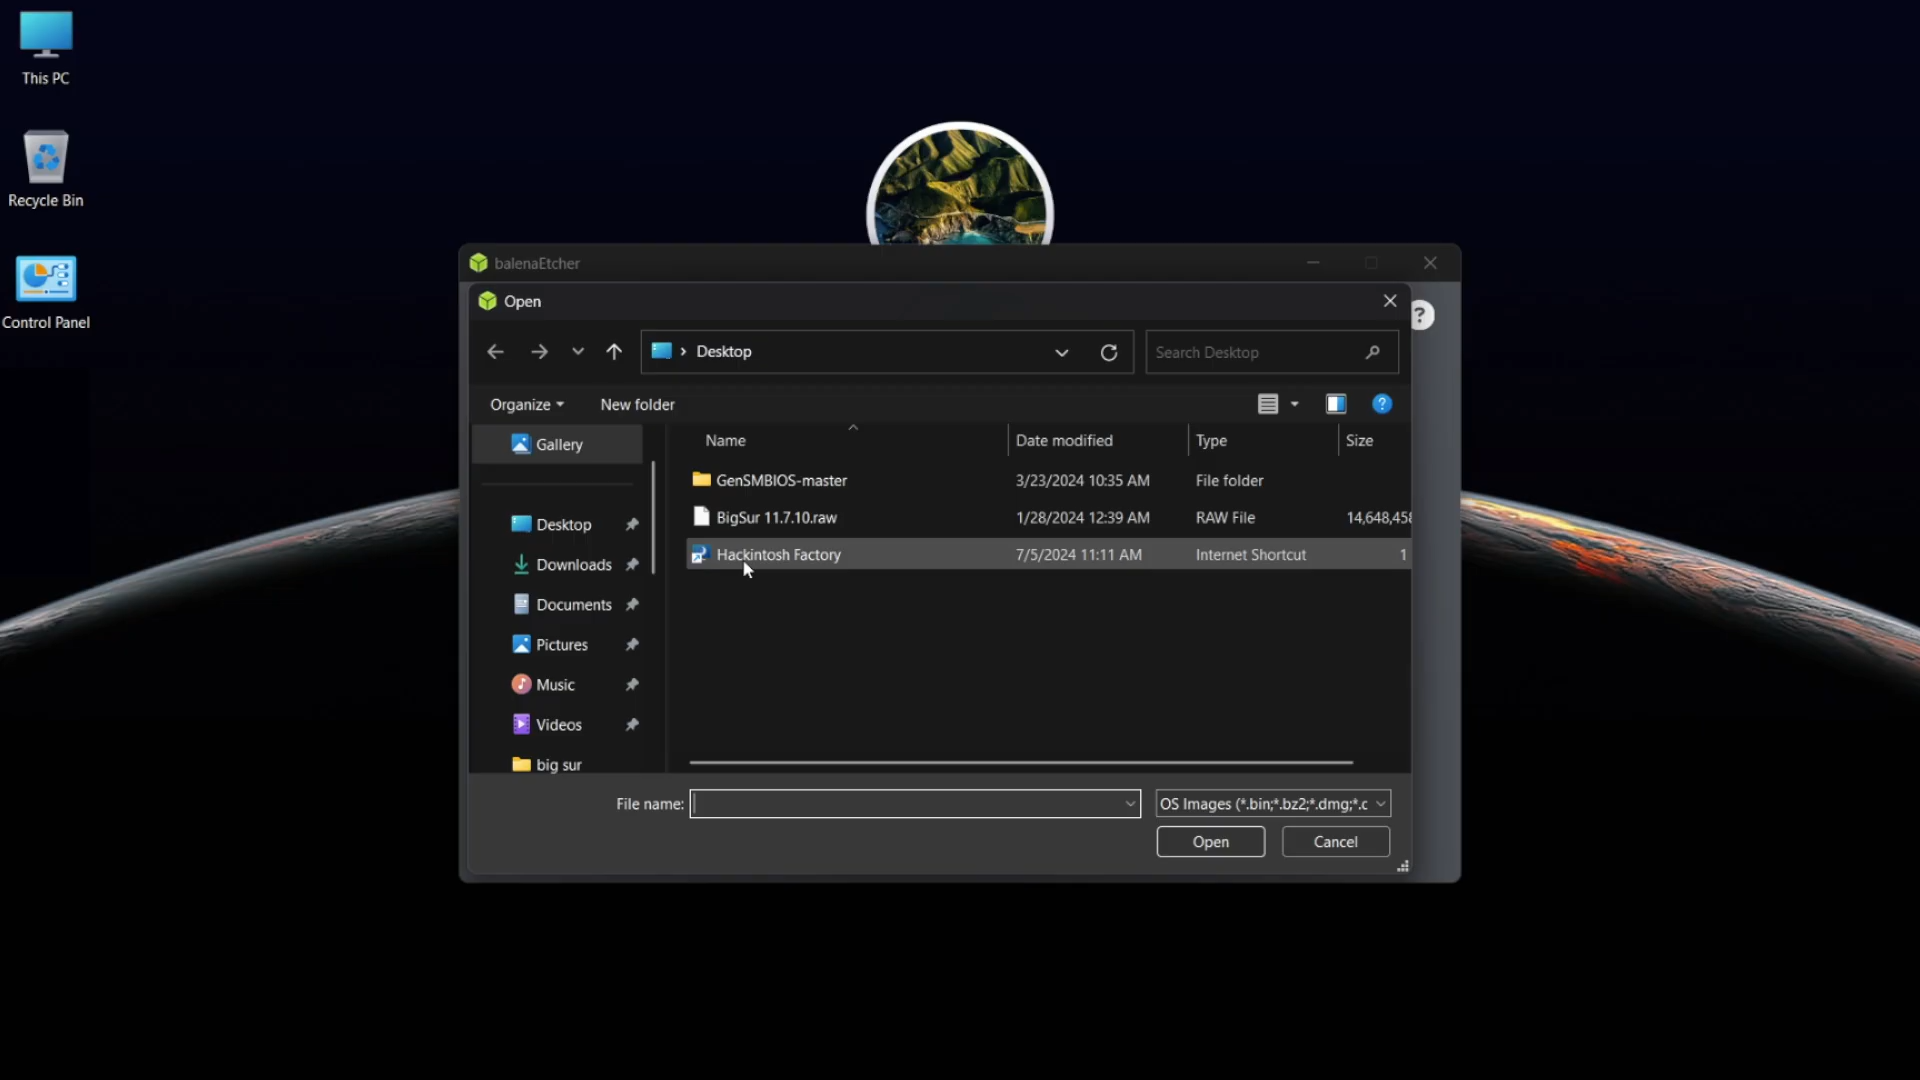 This PC
Recycle Bin
Control Panel
balenaEtcher
Open
Desktop
Search Desktop
Organize
New folder
Gallery
Name
Date modified
Type
Size
GenSMBIOS-master
3/23/2024 10:35 AM
File folder
BigSur 11.7.10.raw
1/28/2024 12:39 AM
RAW File
14,648,458
Hackintosh Factory
7/5/2024 11:11 AM
Internet Shortcut
1
Desktop
Downloads
Documents
Pictures
Music
Videos
big sur
File name:
OS Images (*.bin;*.bz2;*.dmg;*.c
Open
Cancel